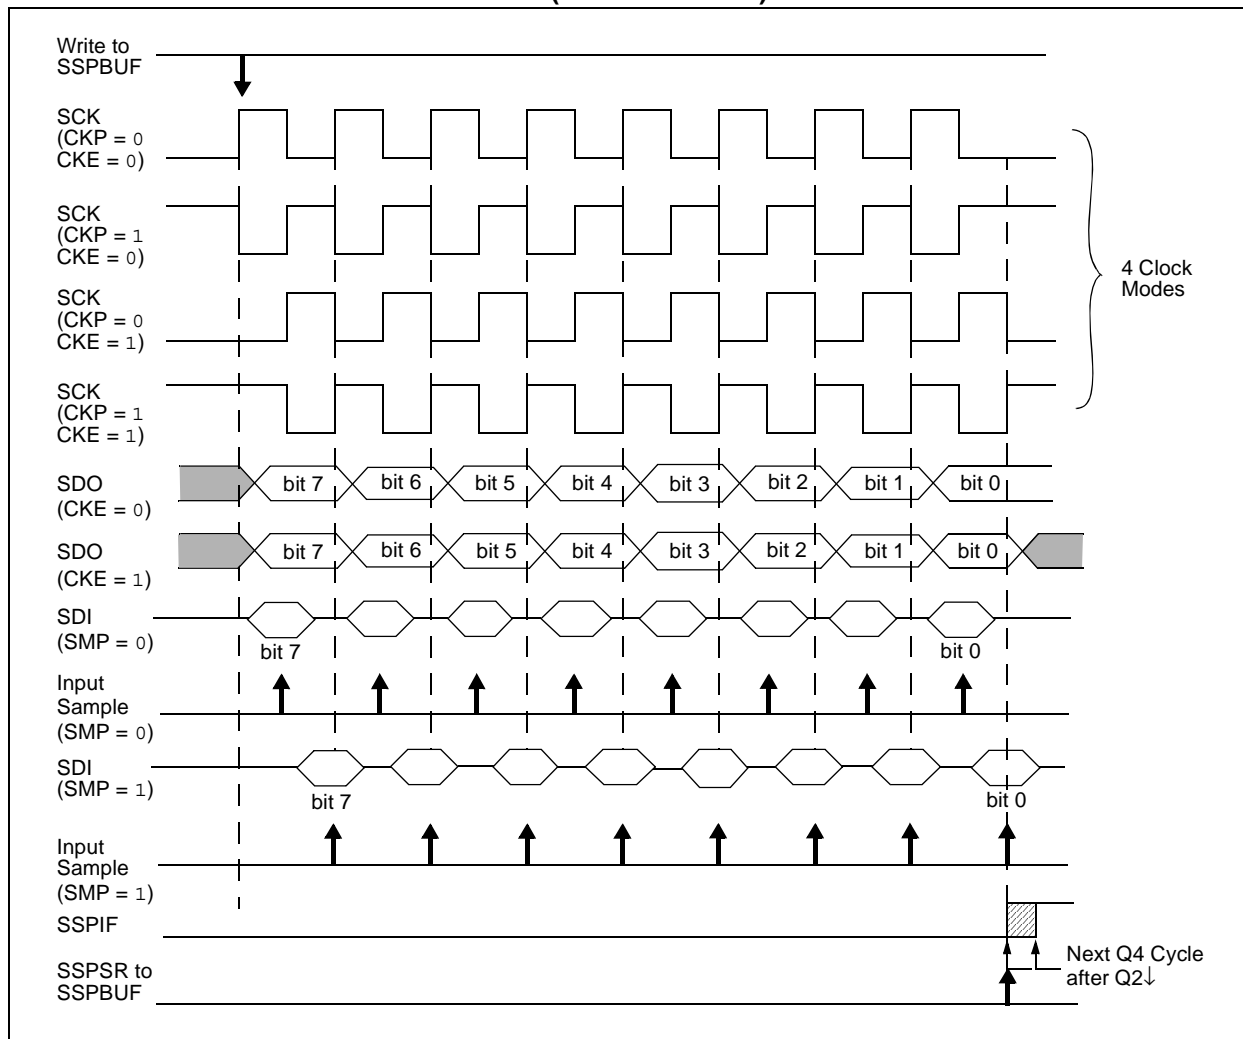 Write to
SSPBUF
SCK
(CKP = 0
CKE = 0)
SCK
(CKP = 1
CKE = 0)
SCK
(CKP = 0
CKE = 1)
SCK
(CKP = 1
CKE = 1)
4 Clock
Modes
SDO
(CKE = 0)
bit 7 bit 6 bit 5 bit 4 bit 3 bit 2 bit 1 bit 0
SDO
(CKE = 1)
bit 7 bit 6 bit 5 bit 4 bit 3 bit 2 bit 1 bit 0
SDI
(SMP = 0)
bit 7 bit 0
Input
Sample
(SMP = 0)
SDI
(SMP = 1)
bit 7 bit 0
Input
Sample
(SMP = 1)
SSPIF
Next Q4 Cycle
after Q2↓
SSPSR to
SSPBUF